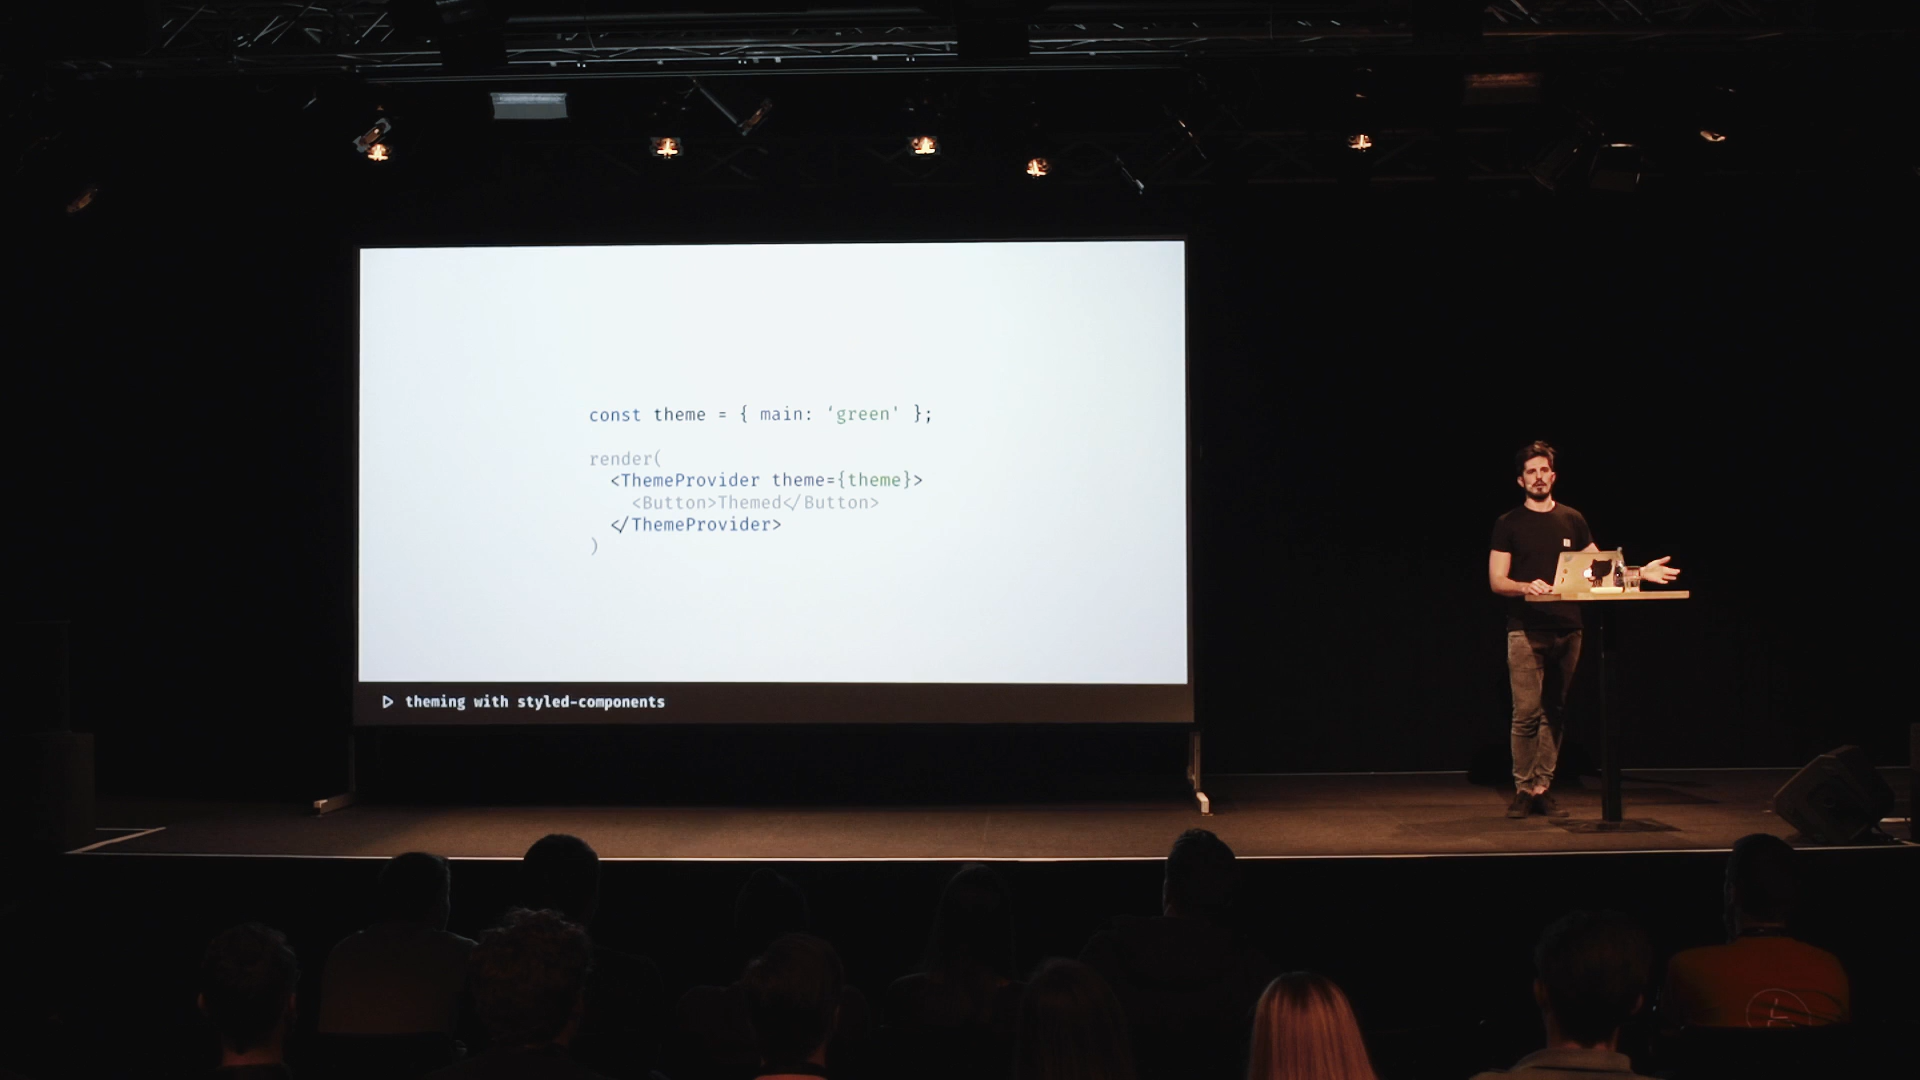 const theme = { main: ‘green' };
render(
<ThemeProvider theme={theme}>
<Button>Themed</Button>
</ThemeProvider>
)
▷ theming with styled-components